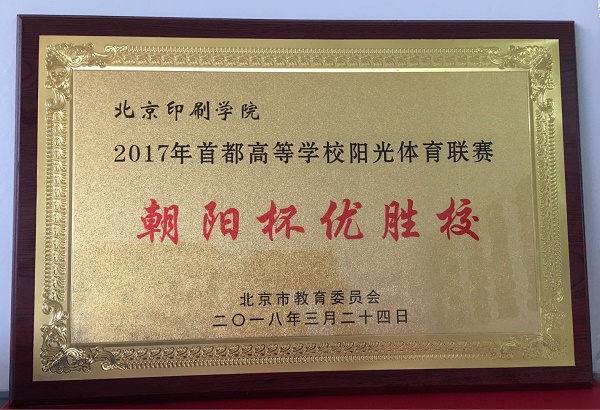 北京印刷学院
2017年首都高等学校阳光体育联赛
朝阳杯优胜校
北京市教育委员会
二〇一八年三月二十四日